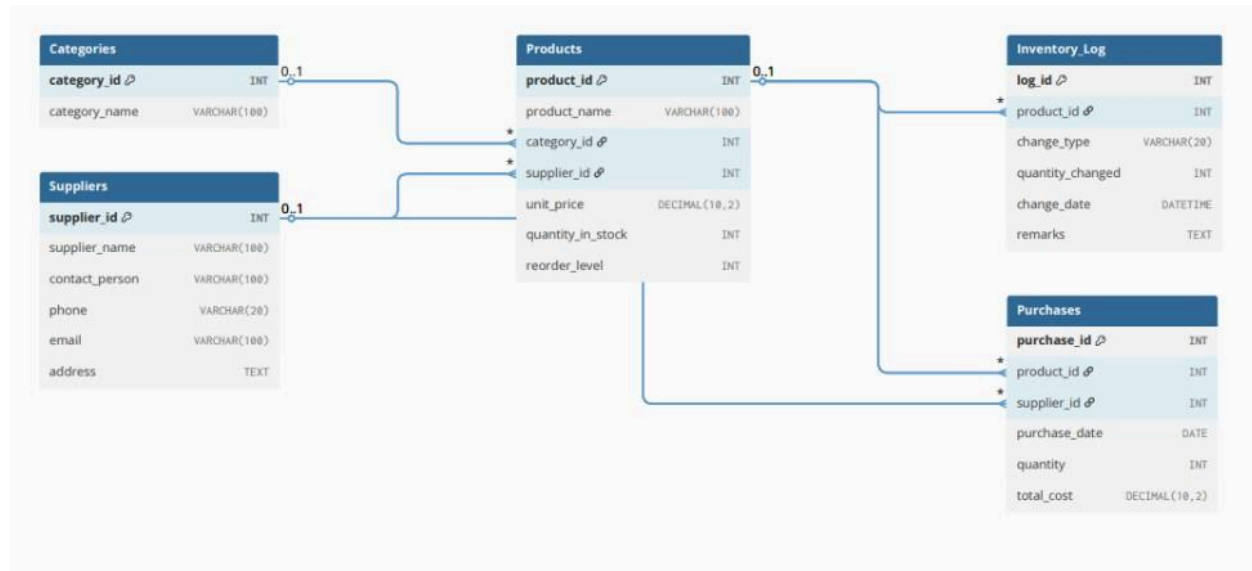 Categories
category_id INT
category_name VARCHAR(100)
0..1
Suppliers
supplier_id INT
supplier_name VARCHAR(100)
contact_person VARCHAR(100)
phone VARCHAR(20)
email VARCHAR(100)
address TEXT
0..1
Products
product_id INT
product_name VARCHAR(100)
* category_id INT
* supplier_id INT
unit_price DECIMAL(10,2)
quantity_in_stock INT
reorder_level INT
0..1
Inventory_Log
log_id INT
* product_id INT
change_type VARCHAR(20)
quantity_changed INT
change_date DATETIME
remarks TEXT
Purchases
purchase_id INT
* product_id INT
* supplier_id INT
purchase_date DATE
quantity INT
total_cost DECIMAL(10,2)